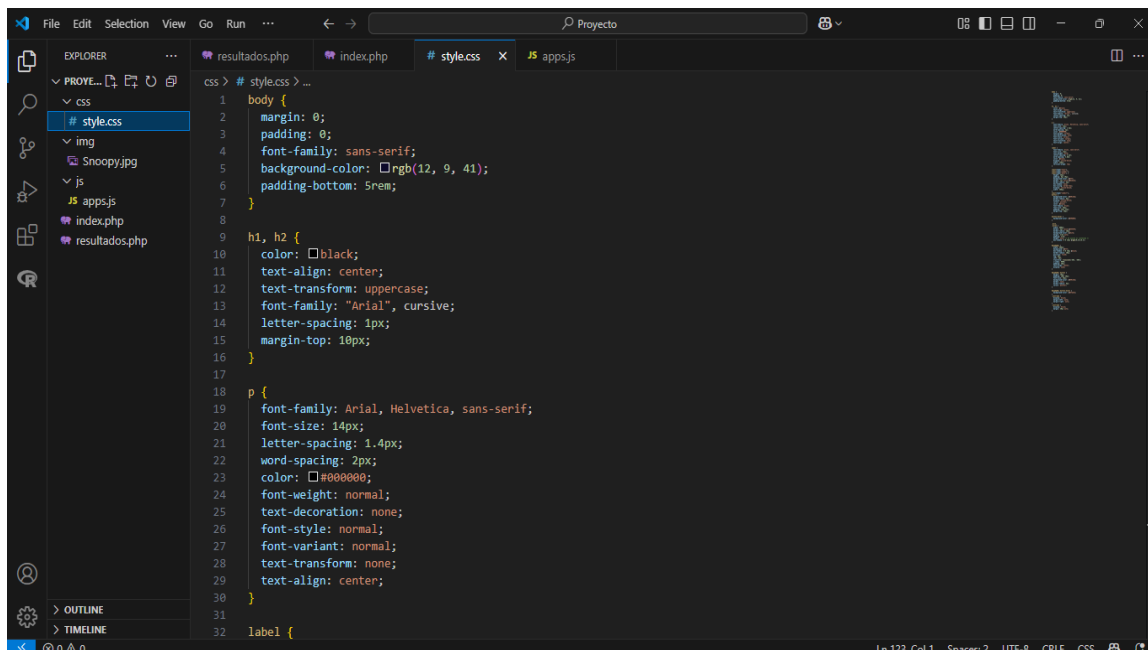 File Edit Selection View Go Run ··· ← → Proyecto
EXPLORER ···
PROYE...
css
# style.css
img
Snoopy.jpg
js
JS apps.js
index.php
resultados.php
OUTLINE
TIMELINE
resultados.php index.php # style.css × JS apps.js
css > # style.css > ...
1 body {
2 margin: 0;
3 padding: 0;
4 font-family: sans-serif;
5 background-color: rgb(12, 9, 41);
6 padding-bottom: 5rem;
7 }
8
9 h1, h2 {
10 color: black;
11 text-align: center;
12 text-transform: uppercase;
13 font-family: "Arial", cursive;
14 letter-spacing: 1px;
15 margin-top: 10px;
16 }
17
18 p {
19 font-family: Arial, Helvetica, sans-serif;
20 font-size: 14px;
21 letter-spacing: 1.4px;
22 word-spacing: 2px;
23 color: #000000;
24 font-weight: normal;
25 text-decoration: none;
26 font-style: normal;
27 font-variant: normal;
28 text-transform: none;
29 text-align: center;
30 }
31
32 label {
0 0 Ln 123, Col 1 Spaces: 2 UTF-8 CRLF CSS